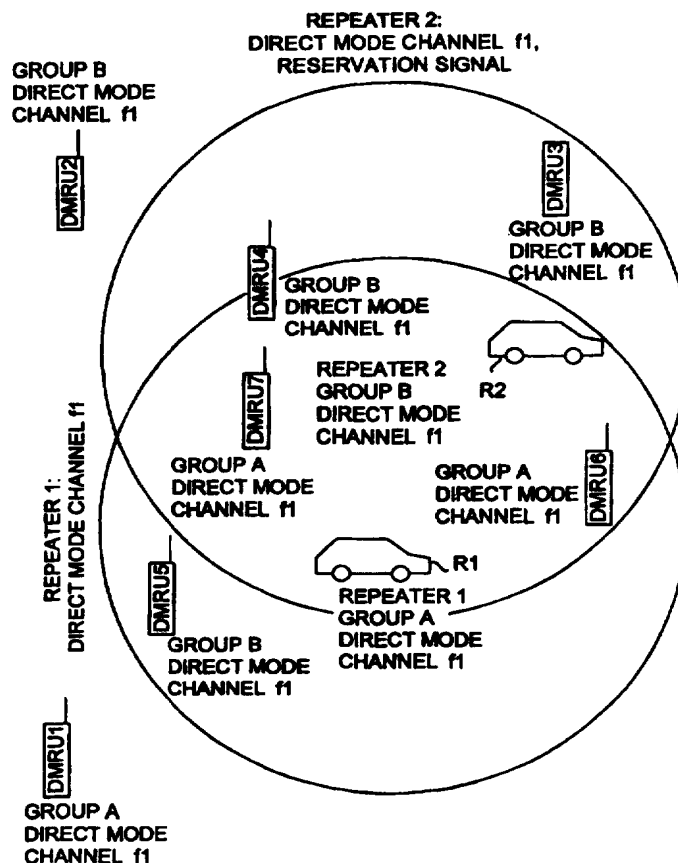 REPEATER 2:
DIRECT MODE CHANNEL f1,
RESERVATION SIGNAL
GROUP B
DIRECT MODE
CHANNEL f1
DMRU2
DMRU3
GROUP B
DIRECT MODE
CHANNEL f1
DMRU4
GROUP B
DIRECT MODE
CHANNEL f1
R2
REPEATER 2
GROUP B
DIRECT MODE
CHANNEL f1
DMRU7
GROUP A
DIRECT MODE
CHANNEL f1
GROUP A
DIRECT MODE
CHANNEL f1
DMRU6
REPEATER 1:
DIRECT MODE CHANNEL f1
R1
REPEATER 1
GROUP A
DIRECT MODE
CHANNEL f1
DMRU5
GROUP B
DIRECT MODE
CHANNEL f1
DMRU1
GROUP A
DIRECT MODE
CHANNEL f1